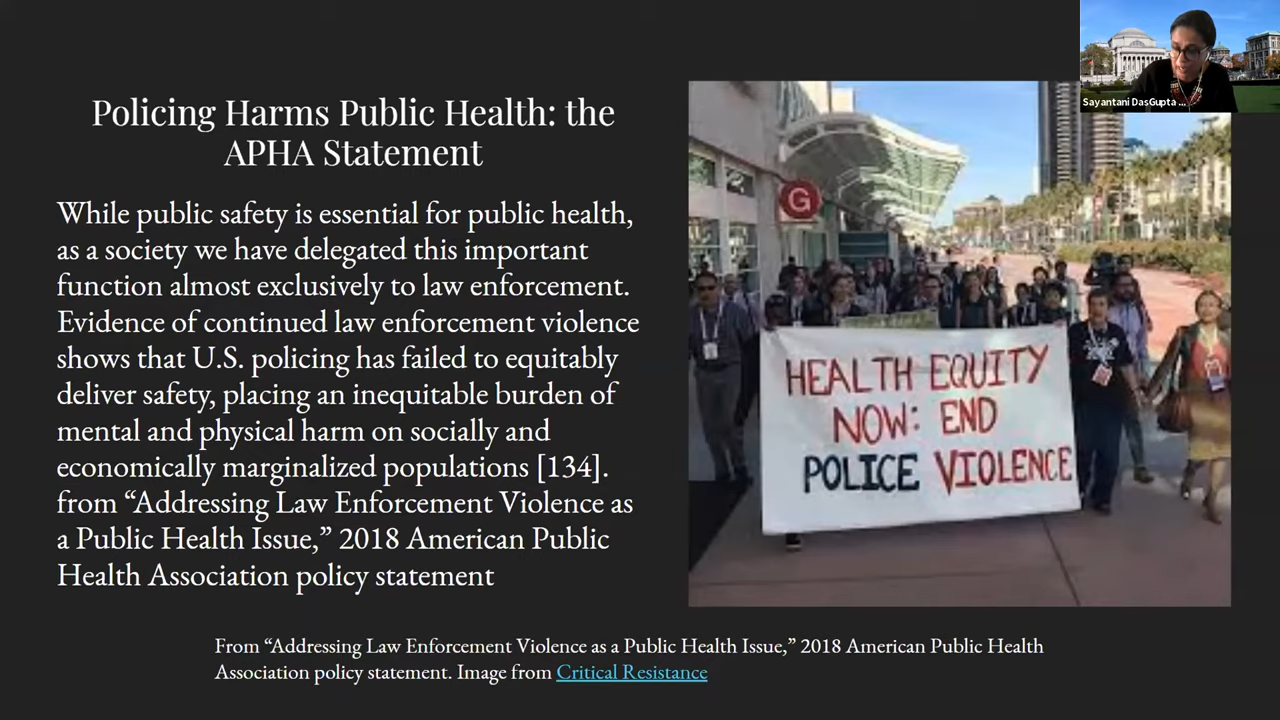 Policing Harms Public Health: the
APHA Statement
While public safety is essential for public health,
as a society we have delegated this important
function almost exclusively to law enforcement.
Evidence of continued law enforcement violence
shows that U.S. policing has failed to equitably
deliver safety, placing an inequitable burden of
mental and physical harm on socially and
economically marginalized populations [134].
from “Addressing Law Enforcement Violence as
a Public Health Issue,” 2018 American Public
Health Association policy statement
Sayantani DasGupta ...
G
HEALTH EQUITY
NOW: END
POLICE VIOLENCE
From “Addressing Law Enforcement Violence as a Public Health Issue,” 2018 American Public Health
Association policy statement. Image from Critical Resistance